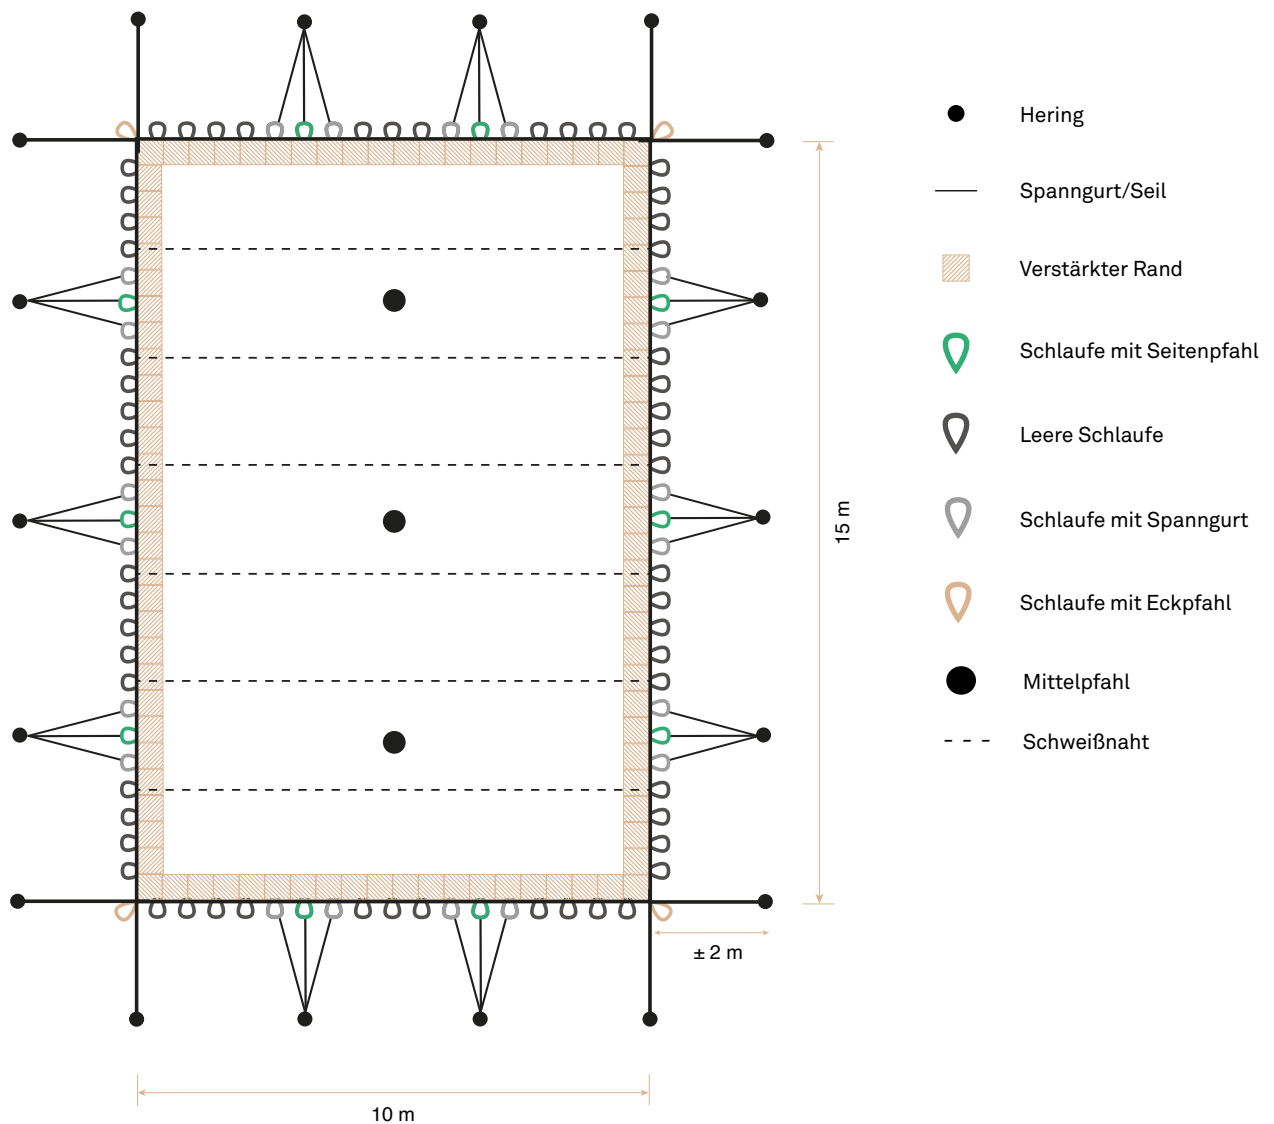 Hering
Spanngurt/Seil
Verstärkter Rand
Schlaufe mit Seitenpfahl
Leere Schlaufe
Schlaufe mit Spanngurt
Schlaufe mit Eckpfahl
Mittelpfahl
Schweißnaht
15 m
± 2 m
10 m